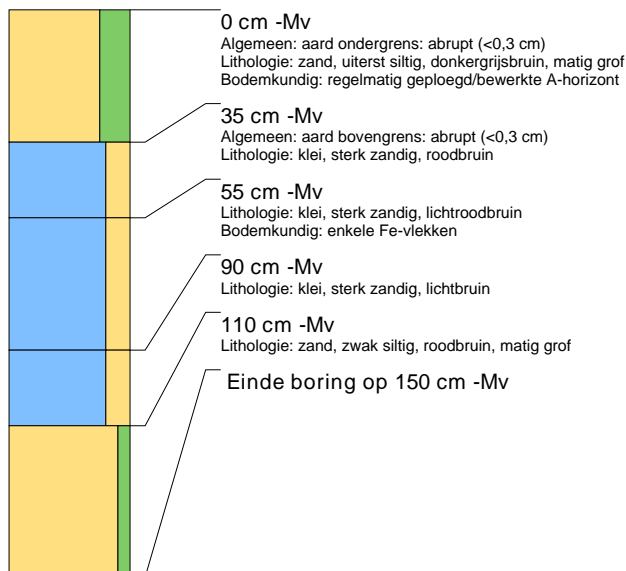 0 cm -Mv
Algemeen: aard ondergrens: abrupt (<0,3 cm)
Lithologie: zand, uiterst siltig, donkergrijsbruin, matig grof
Bodemkundig: regelmatig geploegd/bewerkte A-horizont
35 cm -Mv
Algemeen: aard bovengrens: abrupt (<0,3 cm)
Lithologie: klei, sterk zandig, roodbruin
55 cm -Mv
Lithologie: klei, sterk zandig, lichtroodbruin
Bodemkundig: enkele Fe-vlekken
90 cm -Mv
Lithologie: klei, sterk zandig, lichtbruin
110 cm -Mv
Lithologie: zand, zwak siltig, roodbruin, matig grof
Einde boring op 150 cm -Mv